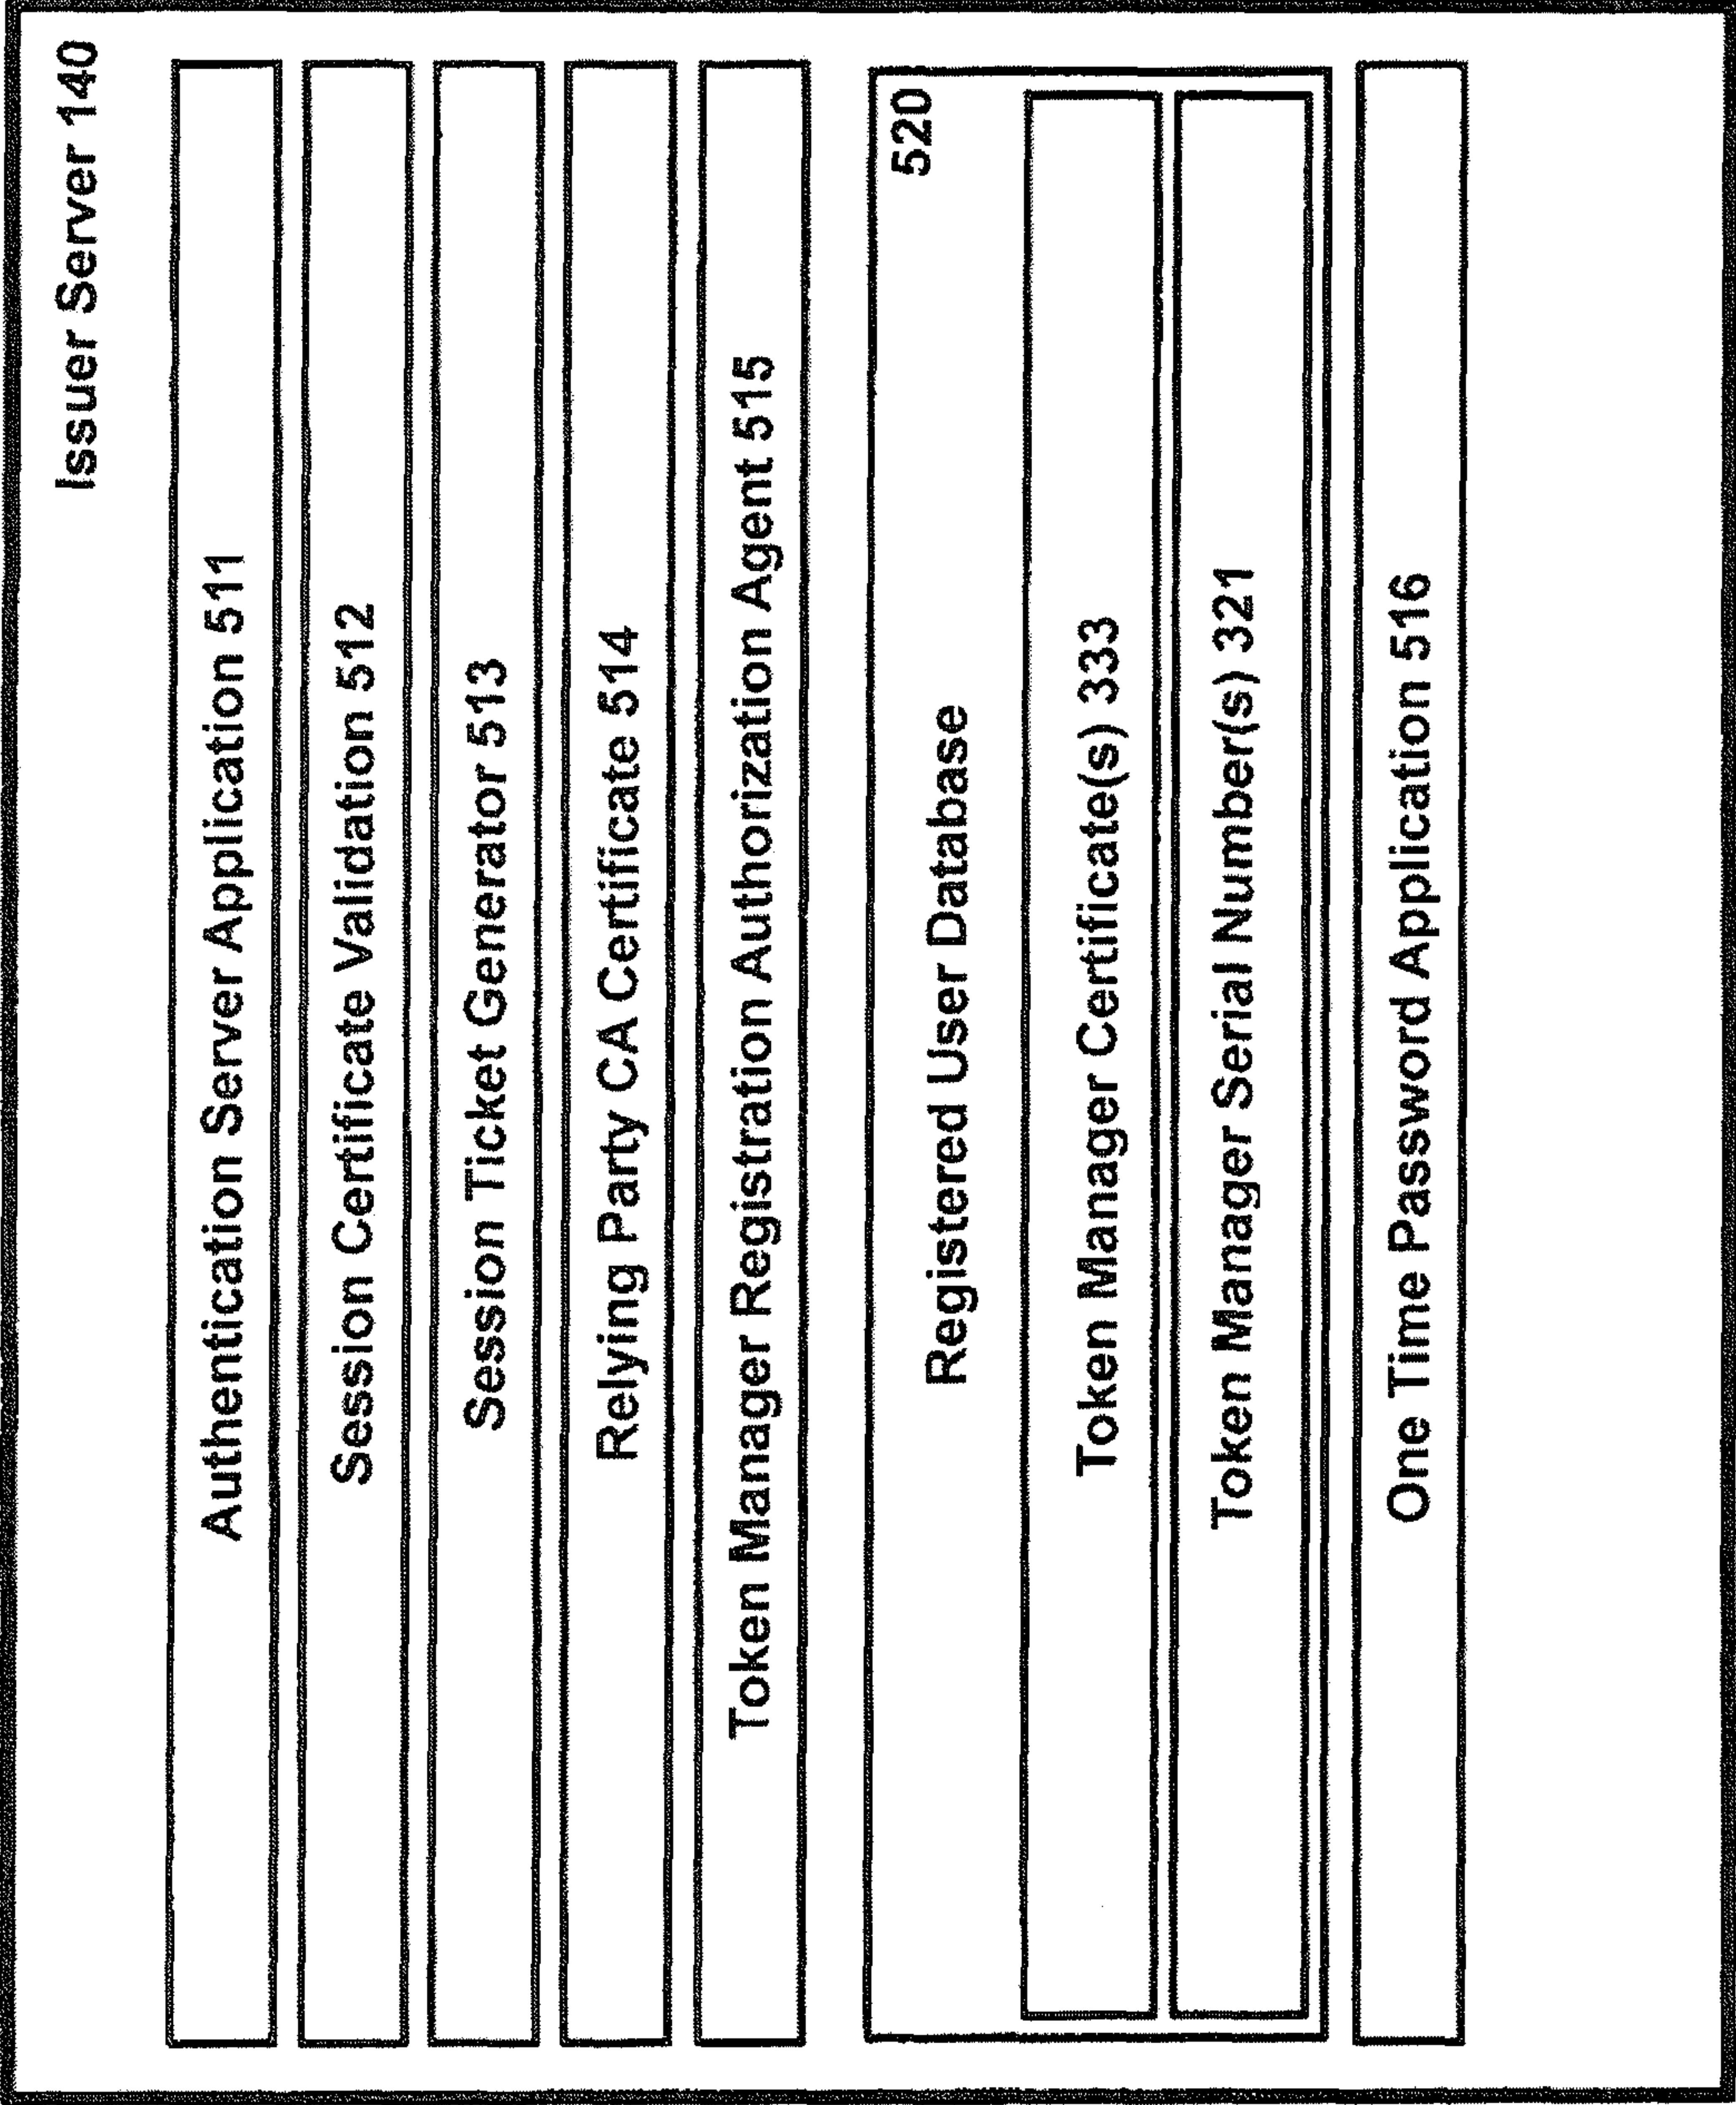 Issuer Server 140
Authentication Server Application 511
Session Certificate Validation 512
Session Ticket Generator 513
Relying Party CA Certificate 514
Token Manager Registration Authorization Agent 515
520
Registered User Database
Token Manager Certificate(s) 333
Token Manager Serial Number(s) 321
One Time Password Application 516